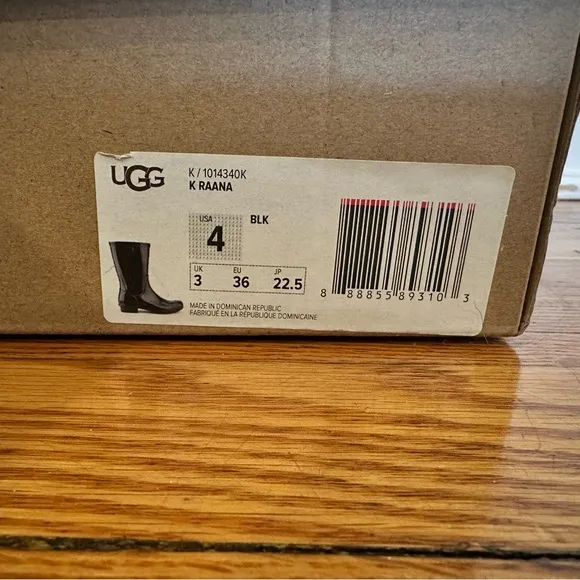 UGG
K / 1014340K
K RAANA
USA
4
BLK
UK EU JP
3 36 22.5
MADE IN DOMINICAN REPUBLIC
FABRIQUÉ EN LA RÉPUBLIQUE DOMINICAINE
8 88855 89310 3